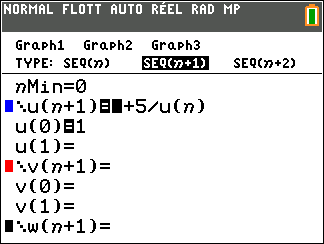 NORMAL FLOTT AUTO RÉEL RAD MP
Graph1 Graph2 Graph3
TYPE: SEQ(n) SEQ(n+1) SEQ(n+2)
nMin=0
u(n+1)=+5/u(n)
u(0)=1
u(1)=
v(n+1)=
v(0)=
v(1)=
w(n+1)=